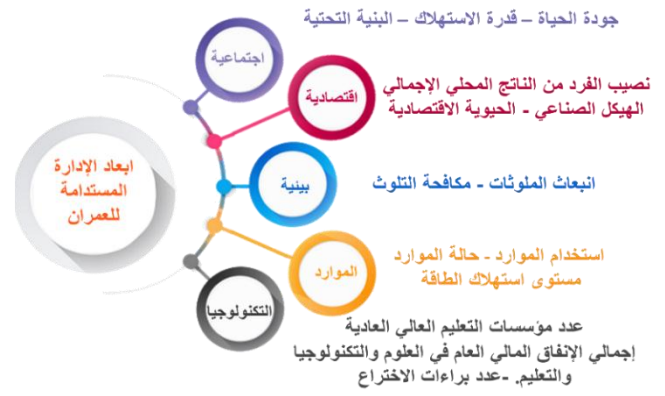 ابعاد الإدارة
المستدامة
للعمران
اجتماعية
جودة الحياة – قدرة الاستهلاك – البنية التحتية
اقتصادية
نصيب الفرد من الناتج المحلي الإجمالي
الهيكل الصناعي - الحيوية الاقتصادية
بيئية
انبعاث الملوثات - مكافحة التلوث
الموارد
استخدام الموارد - حالة الموارد
مستوى استهلاك الطاقة
التكنولوجيا
عدد مؤسسات التعليم العالي العادية
إجمالي الإنفاق المالي العام في العلوم والتكنولوجيا
والتعليم. -عدد براءات الاختراع